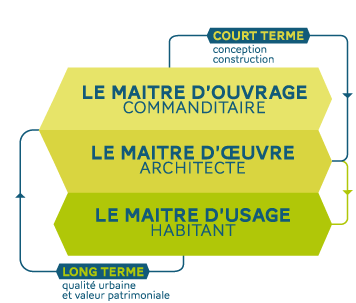 COURT TERME
conception
construction
LE MAITRE D'OUVRAGE
COMMANDITAIRE
LE MAITRE D'ŒUVRE
ARCHITECTE
LE MAITRE D'USAGE
HABITANT
LONG TERME
qualité urbaine
et valeur patrimoniale